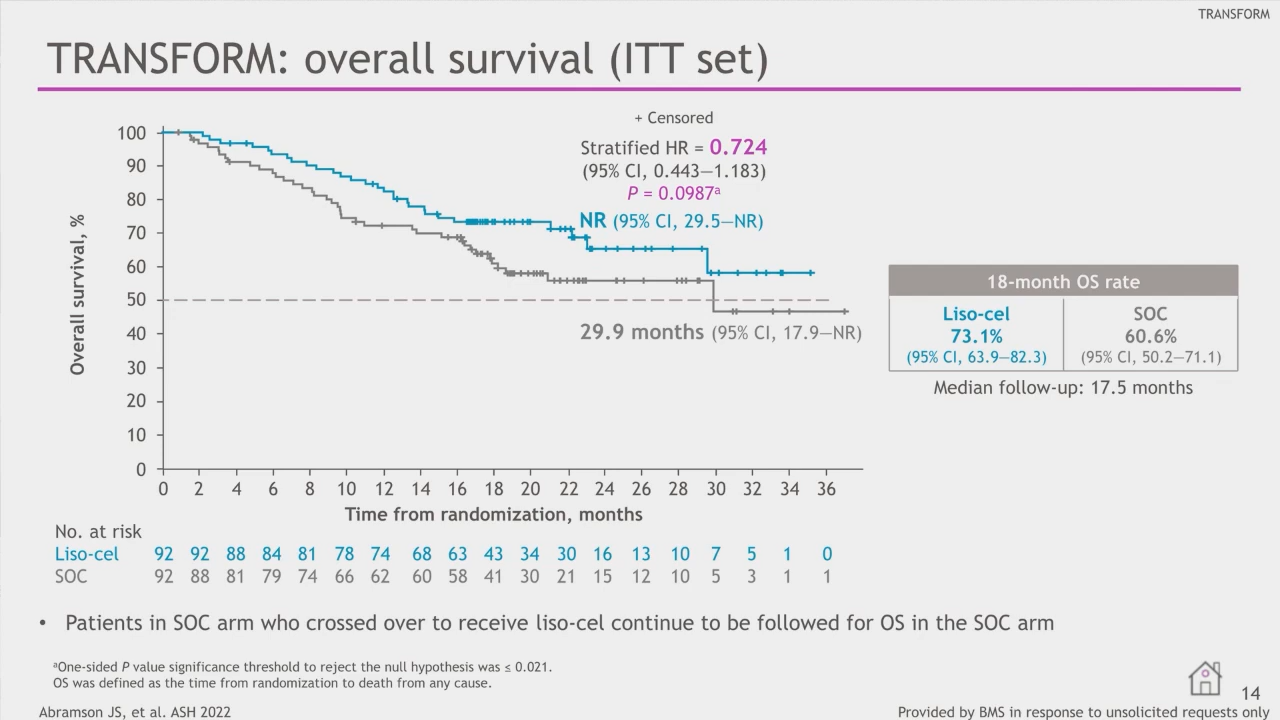 TRANSFORM
TRANSFORM: overall survival (ITT set)
+ Censored
Stratified HR = 0.724
(95% CI, 0.443–1.183)
P = 0.0987ᵃ
NR (95% CI, 29.5–NR)
29.9 months (95% CI, 17.9–NR)
Overall survival, %
100
90
80
70
60
50
40
30
20
10
0
0 2 4 6 8 10 12 14 16 18 20 22 24 26 28 30 32 34 36
Time from randomization, months
No. at risk
Liso-cel 92 92 88 84 81 78 74 68 63 43 34 30 16 13 10 7 5 1 0
SOC 92 88 81 79 74 66 62 60 58 41 30 21 15 12 10 5 3 1 1
18-month OS rate
Liso-cel SOC
73.1% 60.6%
(95% CI, 63.9–82.3) (95% CI, 50.2–71.1)
Median follow-up: 17.5 months
• Patients in SOC arm who crossed over to receive liso-cel continue to be followed for OS in the SOC arm
ᵃOne-sided P value significance threshold to reject the null hypothesis was ≤ 0.021.
OS was defined as the time from randomization to death from any cause.
14
Abramson JS, et al. ASH 2022
Provided by BMS in response to unsolicited requests only